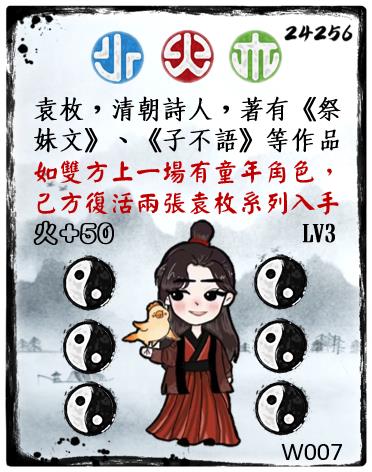 24256
水 火 木
袁枚，清朝詩人，著有《祭
妹文》、《子不語》等作品
如雙方上一場有童年角色，
己方復活兩張袁枚系列入手
火+50 LV3
W007